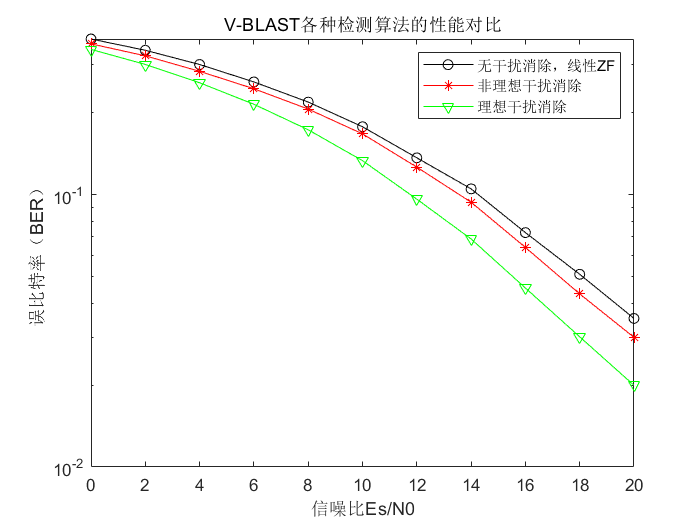 V-BLAST各种检测算法的性能对比
无干扰消除，线性ZF
非理想干扰消除
理想干扰消除
误比特率（BER）
10-1
10-2
0 2 4 6 8 10 12 14 16 18 20
信噪比Es/N0